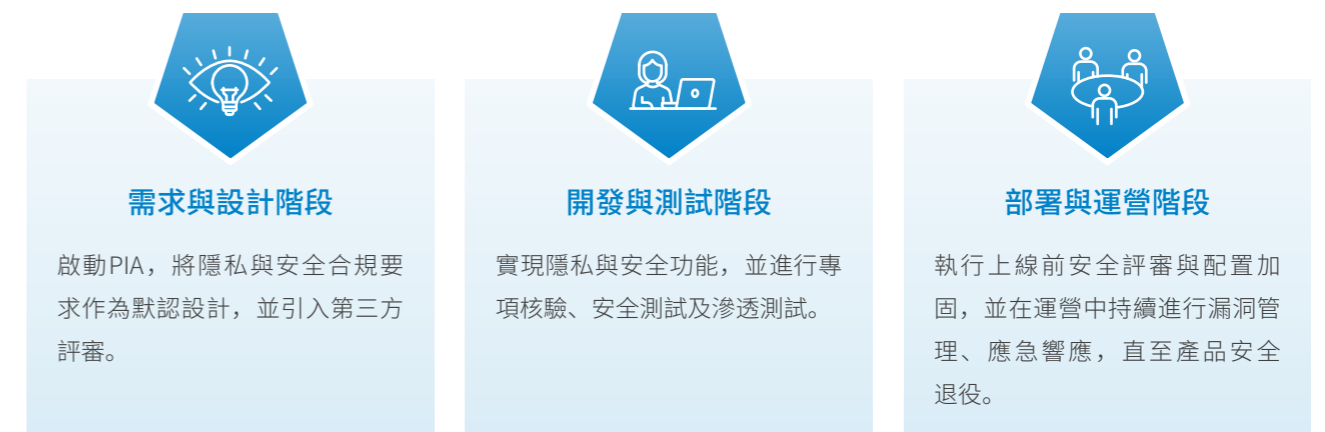 需求與設計階段
啟動PIA，將隱私與安全合規要
求作為默認設計，並引入第三方
評審。
開發與測試階段
實現隱私與安全功能，並進行專
項核驗、安全測試及滲透測試。
部署與運營階段
執行上線前安全評審與配置加
固，並在運營中持續進行漏洞管
理、應急響應，直至產品安全
退役。